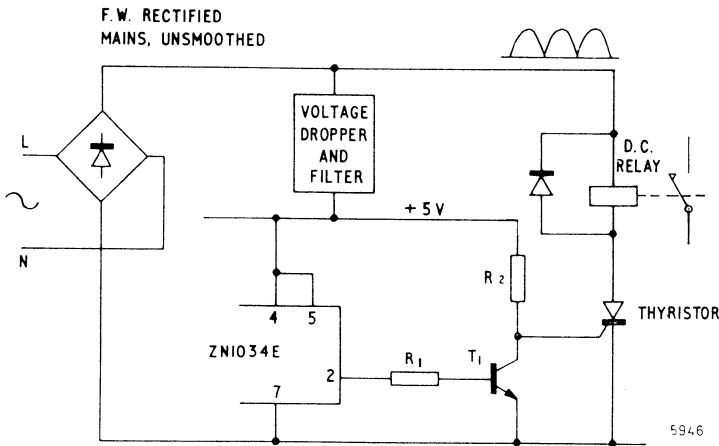 F.W. RECTIFIED
MAINS, UNSMOOTHED
VOLTAGE
DROPPER
AND
FILTER
L
N
D.C.
RELAY
+5V
R2
THYRISTOR
4 5
ZN1034E
2
R1
T1
7
5946